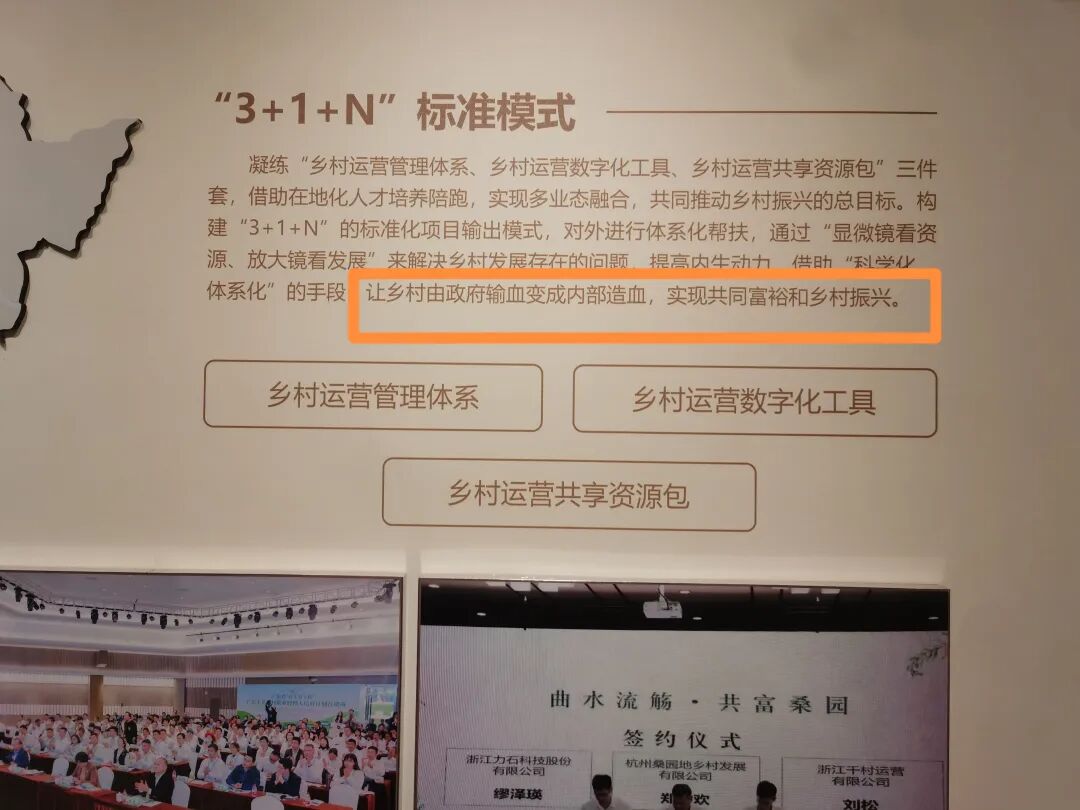 “3+1+N”标准模式
凝练“乡村运营管理体系、乡村运营数字化工具、乡村运营共享资源包”三件
套，借助在地化人才培养陪跑，实现多业态融合，共同推动乡村振兴的总目标。构
建“3+1+N”的标准化项目输出模式，对外进行体系化帮扶，通过“显微镜看资
源、放大镜看发展”来解决乡村发展存在的问题，提高内生动力，借助“科学化、
体系化”的手段
让乡村由政府输血变成内部造血，实现共同富裕和乡村振兴。
乡村运营管理体系
乡村运营数字化工具
乡村运营共享资源包
曲水流觞·共富桑园
签约仪式
浙江力石科技股份
有限公司
缪泽瑛
杭州桑园地乡村发展
有限公司
郑 欢
浙江千村运营
有限公司
刘松